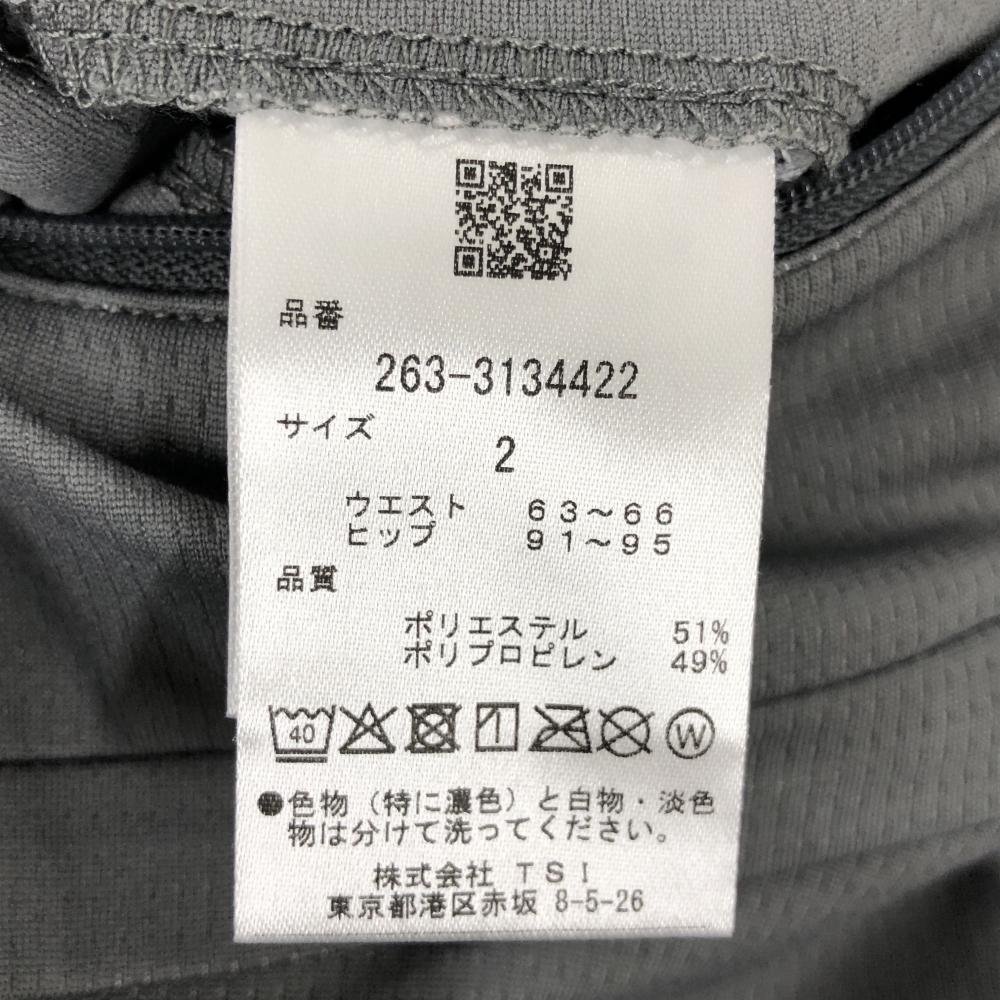 品番
263-3134422
サイズ
2
ウエスト 63～66
ヒップ 91～95
品質
ポリエステル 51%
ポリプロピレン 49%
40 W
●色物（特に濃色）と白物・淡色
物は分けて洗ってください。
株式会社 TSI
東京都港区赤坂 8-5-26